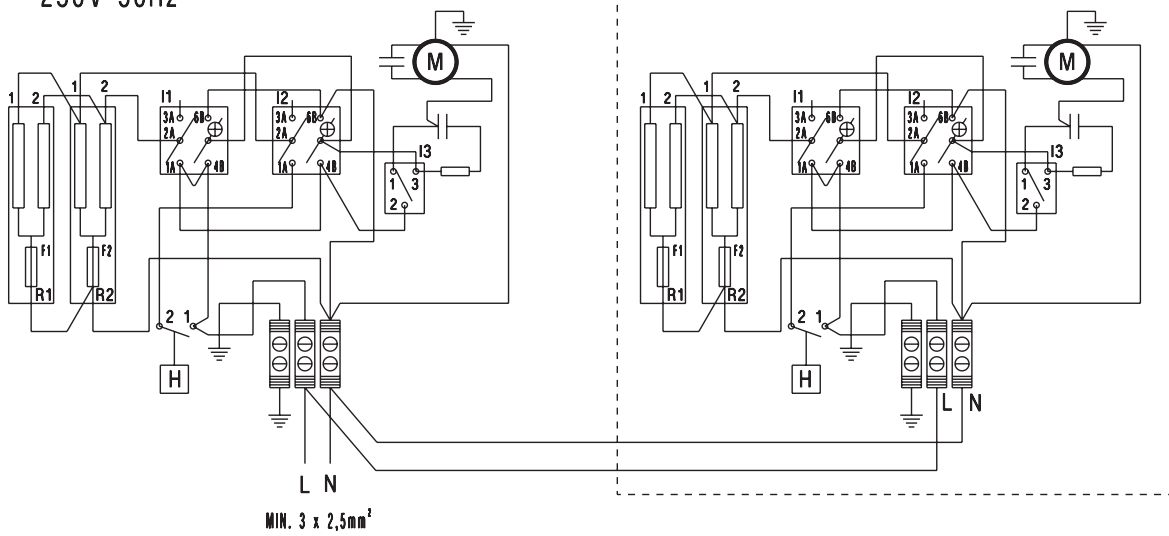 230V 50Hz
M
M
1 2 1 2
I1
I2
3A 6B
3A 6B
2A
2A
1A 4B
1A 4B
I3
1 3
2
F1
F2
R1
R2
2 1
H
1 2 1 2
I1
I2
3A 6B
3A 6B
2A
2A
1A 4B
1A 4B
I3
1 3
2
F1
F2
R1
R2
2 1
H
L N
L N
MIN. 3 x 2,5mm²